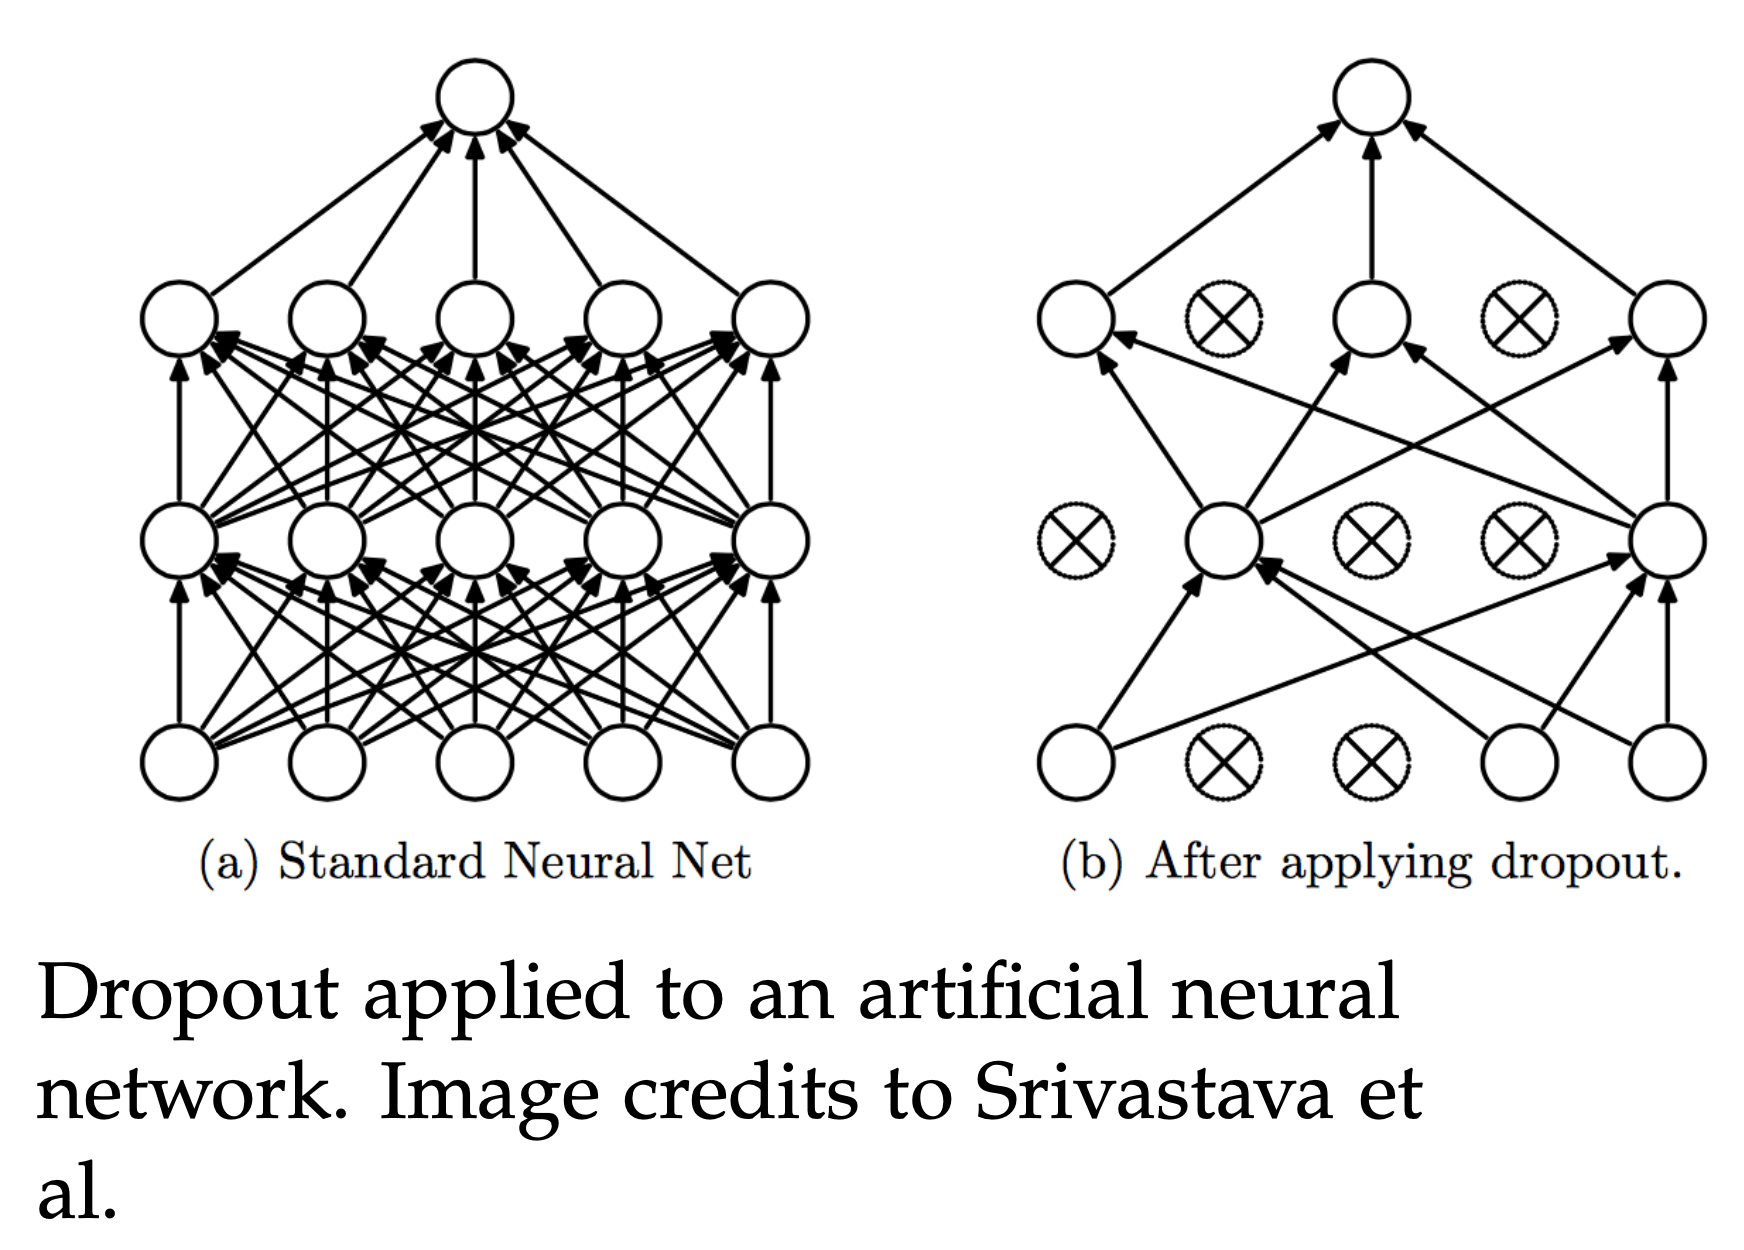 (a) Standard Neural Net
(b) After applying dropout.
Dropout applied to an artificial neural
network. Image credits to Srivastava et
al.